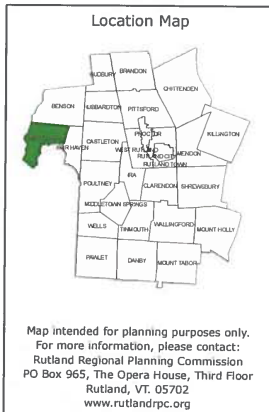 Location Map
SUDBURY
BRANDON
CHITTENDEN
BENSON
HUBBARDTON
PITTSFORD
KILLINGTON
PROCTOR
R HAVEN
CASTLETON
WEST RUTLAND
RUTLAND CITY
MENDON
RUTLAND TOWN
IRA
POULTNEY
CLARENDON
SHREWSBURY
MIDDLETOWN SPRINGS
WELLS
TINMOUTH
WALLINGFORD
MOUNT HOLLY
PAWLET
DANBY
MOUNT TABOR
Map intended for planning purposes only.
For more information, please contact:
Rutland Regional Planning Commission
PO Box 965, The Opera House, Third Floor
Rutland, VT. 05702
www.rutlandrpc.org